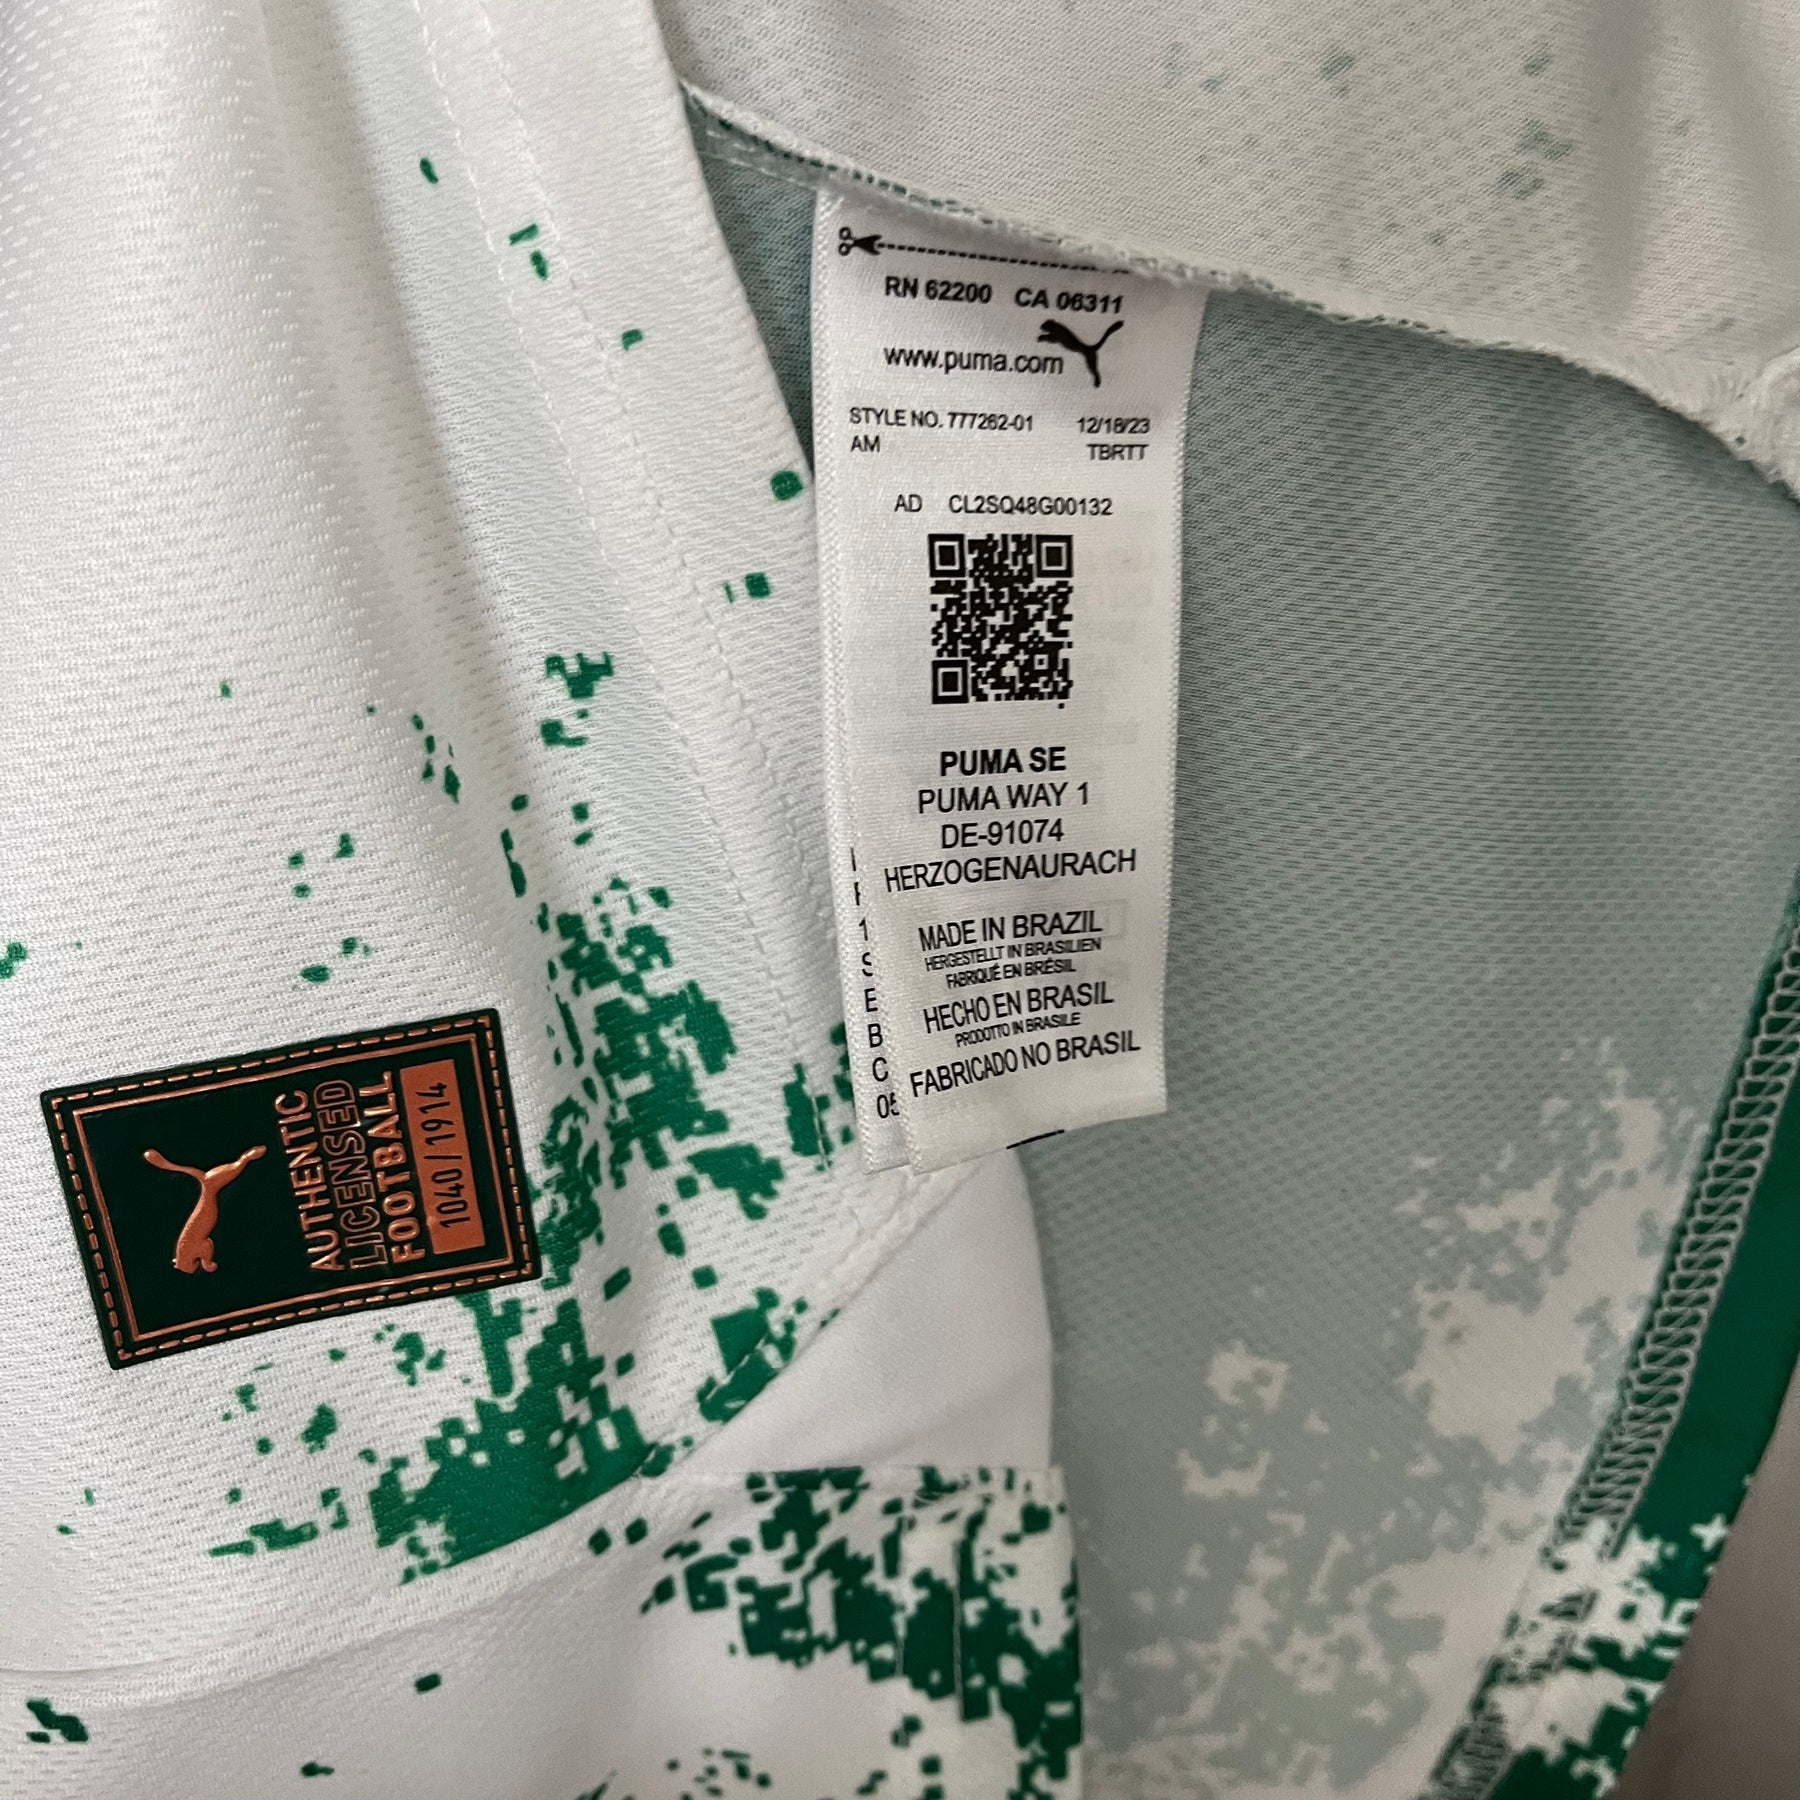 RN 62200 CA 06311
www.puma.com
STYLE NO. 777262-01 12/18/23
AM TBRTT
AD CL2SQ48G00132
PUMA SE
PUMA WAY 1
DE-91074
HERZOGENAURACH
MADE IN BRAZIL
HERGESTELLT IN BRASILIEN
FABRIQUÉ EN BRÉSIL
HECHO EN BRASIL
PRODOTTO IN BRASILE
FABRICADO NO BRASIL
1
S
E
B
C
AUTHENTIC
LICENSED
FOOTBALL
1040/1914